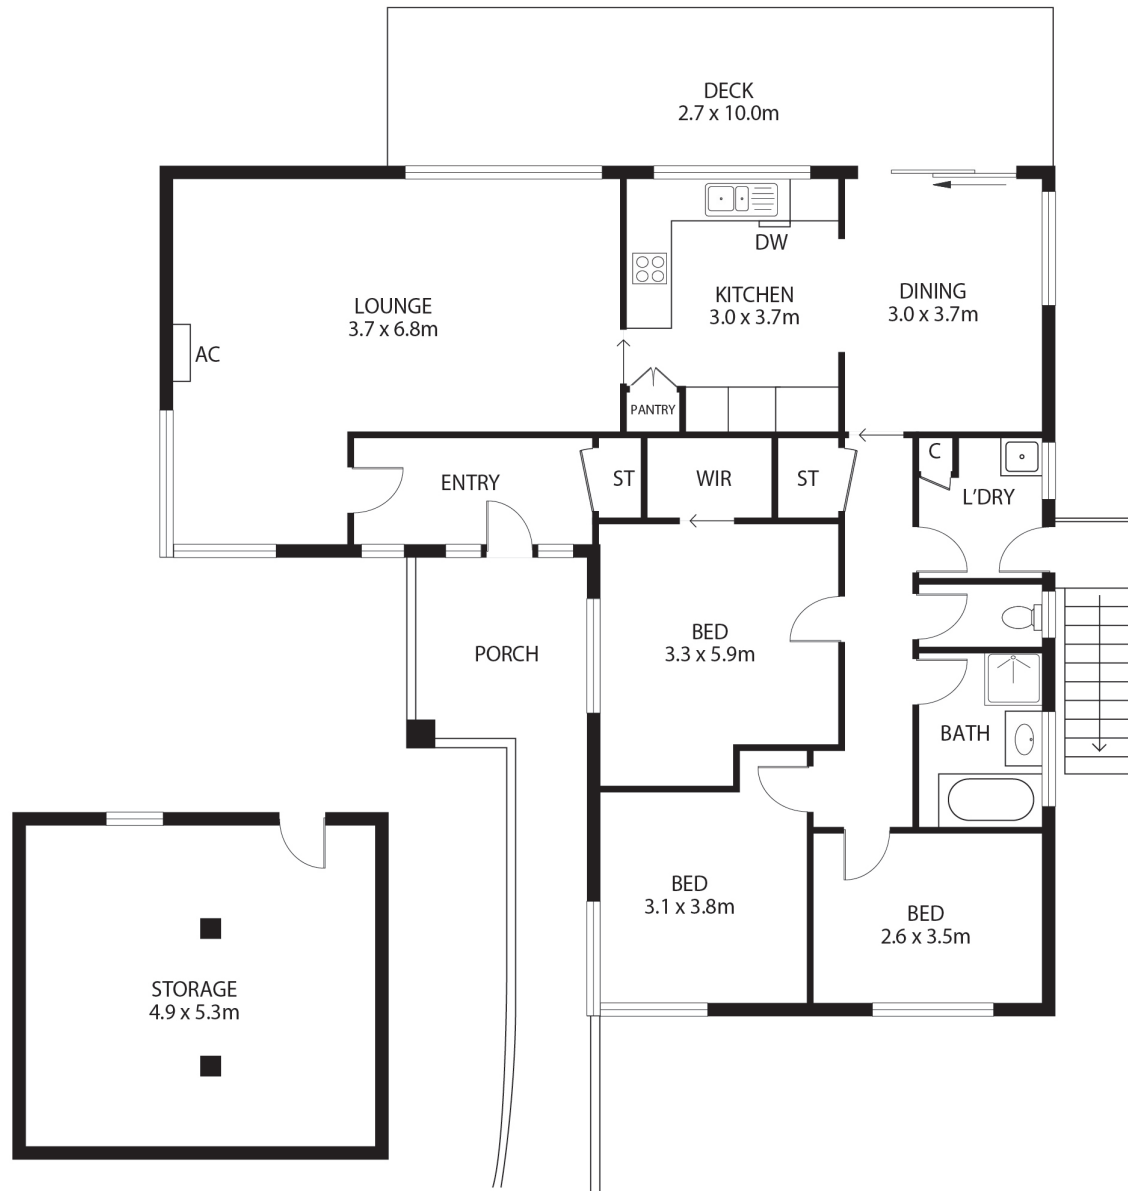 DECK
2.7 x 10.0m
DW
LOUNGE
3.7 x 6.8m
KITCHEN
3.0 x 3.7m
DINING
3.0 x 3.7m
AC
PANTRY
ENTRY
ST
WIR
ST
C
L'DRY
BED
3.3 x 5.9m
PORCH
BATH
BED
3.1 x 3.8m
BED
2.6 x 3.5m
STORAGE
4.9 x 5.3m